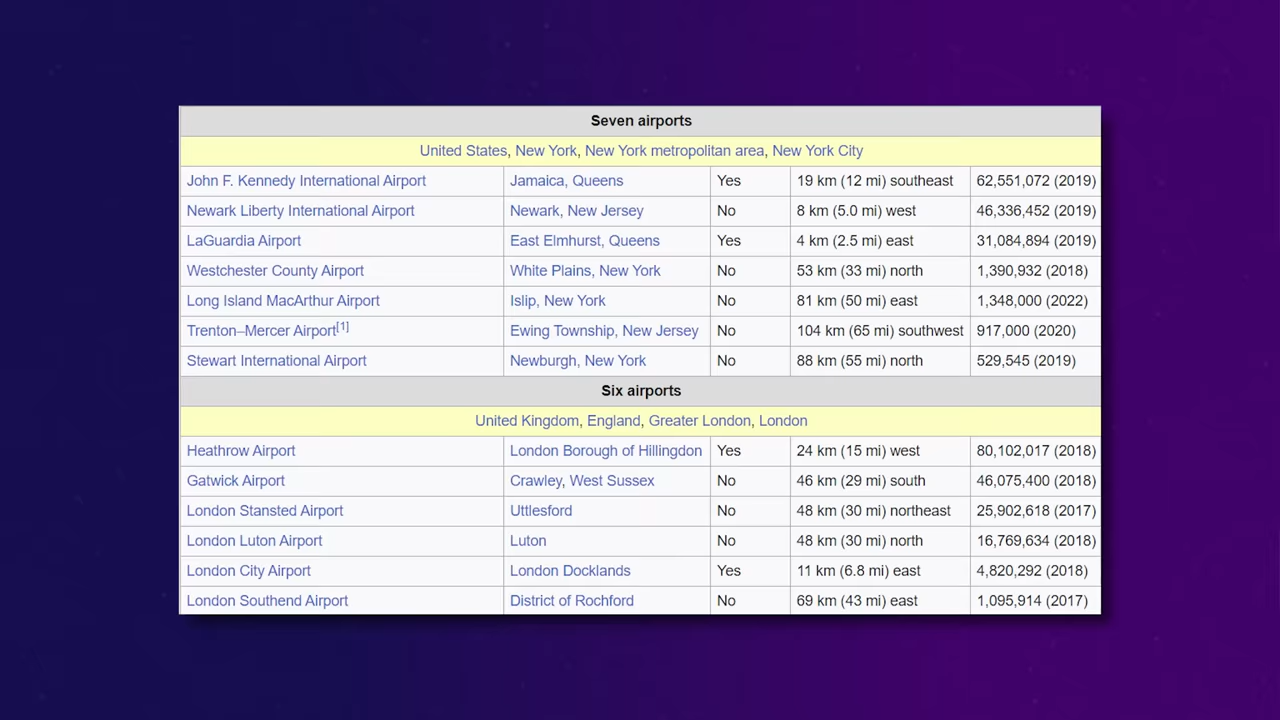 Seven airports
United States, New York, New York metropolitan area, New York City
John F. Kennedy International Airport Jamaica, Queens Yes 19 km (12 mi) southeast 62,551,072 (2019)
Newark Liberty International Airport Newark, New Jersey No 8 km (5.0 mi) west 46,336,452 (2019)
LaGuardia Airport East Elmhurst, Queens Yes 4 km (2.5 mi) east 31,084,894 (2019)
Westchester County Airport White Plains, New York No 53 km (33 mi) north 1,390,932 (2018)
Long Island MacArthur Airport Islip, New York No 81 km (50 mi) east 1,348,000 (2022)
Trenton–Mercer Airport[1] Ewing Township, New Jersey No 104 km (65 mi) southwest 917,000 (2020)
Stewart International Airport Newburgh, New York No 88 km (55 mi) north 529,545 (2019)
Six airports
United Kingdom, England, Greater London, London
Heathrow Airport London Borough of Hillingdon Yes 24 km (15 mi) west 80,102,017 (2018)
Gatwick Airport Crawley, West Sussex No 46 km (29 mi) south 46,075,400 (2018)
London Stansted Airport Uttlesford No 48 km (30 mi) northeast 25,902,618 (2017)
London Luton Airport Luton No 48 km (30 mi) north 16,769,634 (2018)
London City Airport London Docklands Yes 11 km (6.8 mi) east 4,820,292 (2018)
London Southend Airport District of Rochford No 69 km (43 mi) east 1,095,914 (2017)